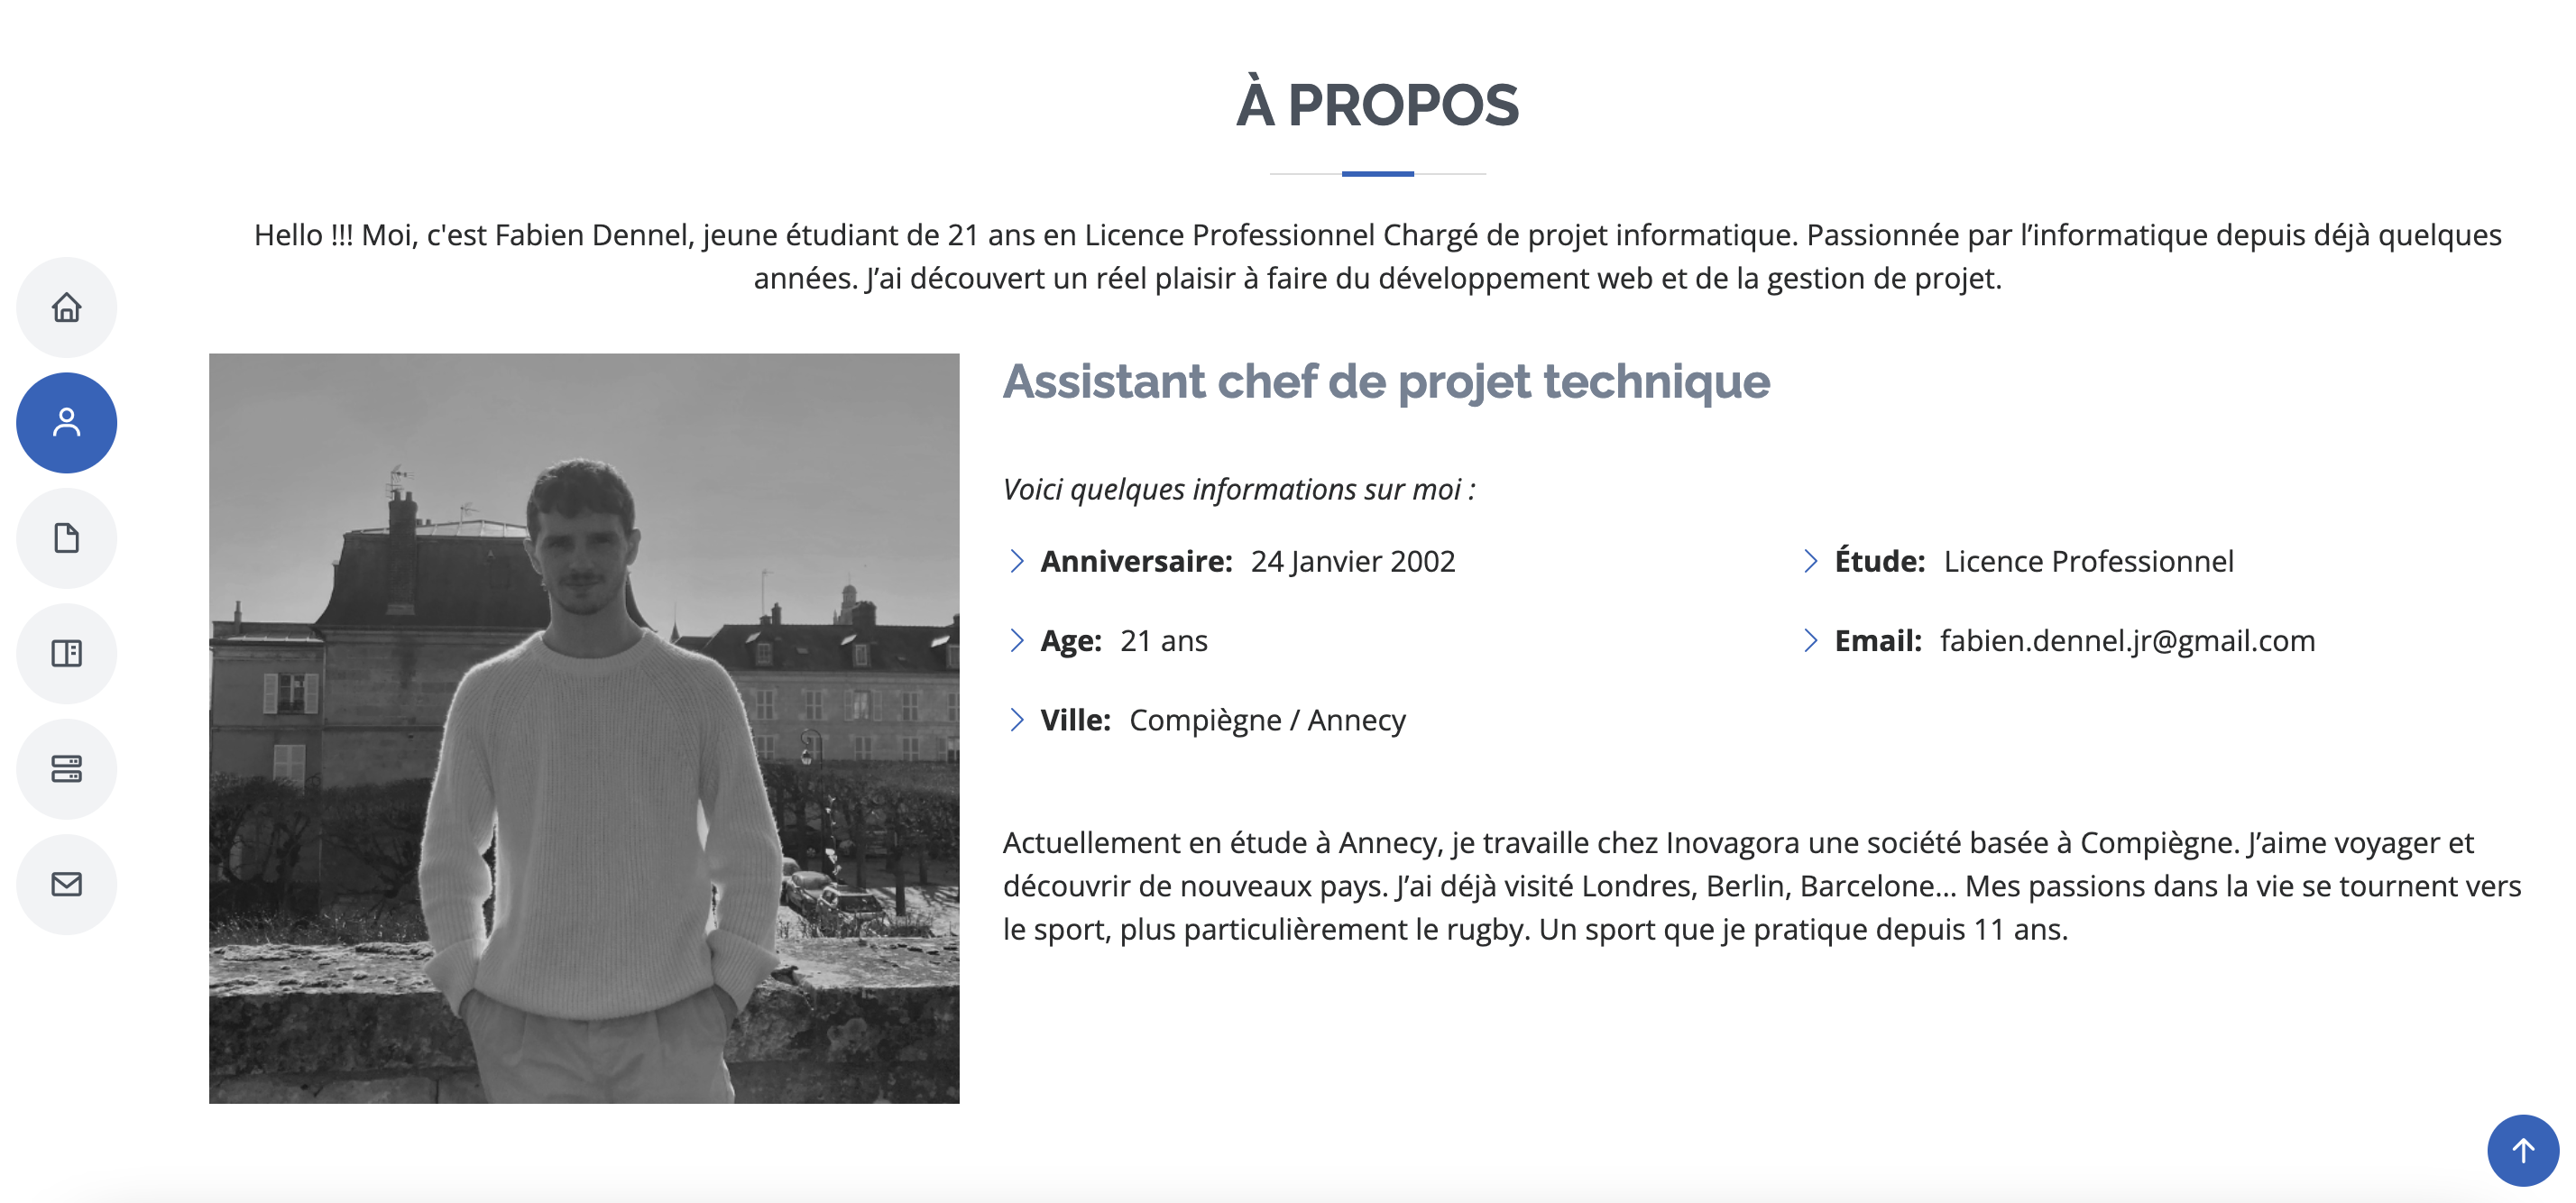 À PROPOS
Hello !!! Moi, c'est Fabien Dennel, jeune étudiant de 21 ans en Licence Professionnel Chargé de projet informatique. Passionnée par l’informatique depuis déjà quelques
années. J’ai découvert un réel plaisir à faire du développement web et de la gestion de projet.
Assistant chef de projet technique
Voici quelques informations sur moi :
Anniversaire: 24 Janvier 2002
Age: 21 ans
Ville: Compiègne / Annecy
Étude: Licence Professionnel
Email: fabien.dennel.jr@gmail.com
Actuellement en étude à Annecy, je travaille chez Inovagora une société basée à Compiègne. J’aime voyager et
découvrir de nouveaux pays. J’ai déjà visité Londres, Berlin, Barcelone... Mes passions dans la vie se tournent vers
le sport, plus particulièrement le rugby. Un sport que je pratique depuis 11 ans.